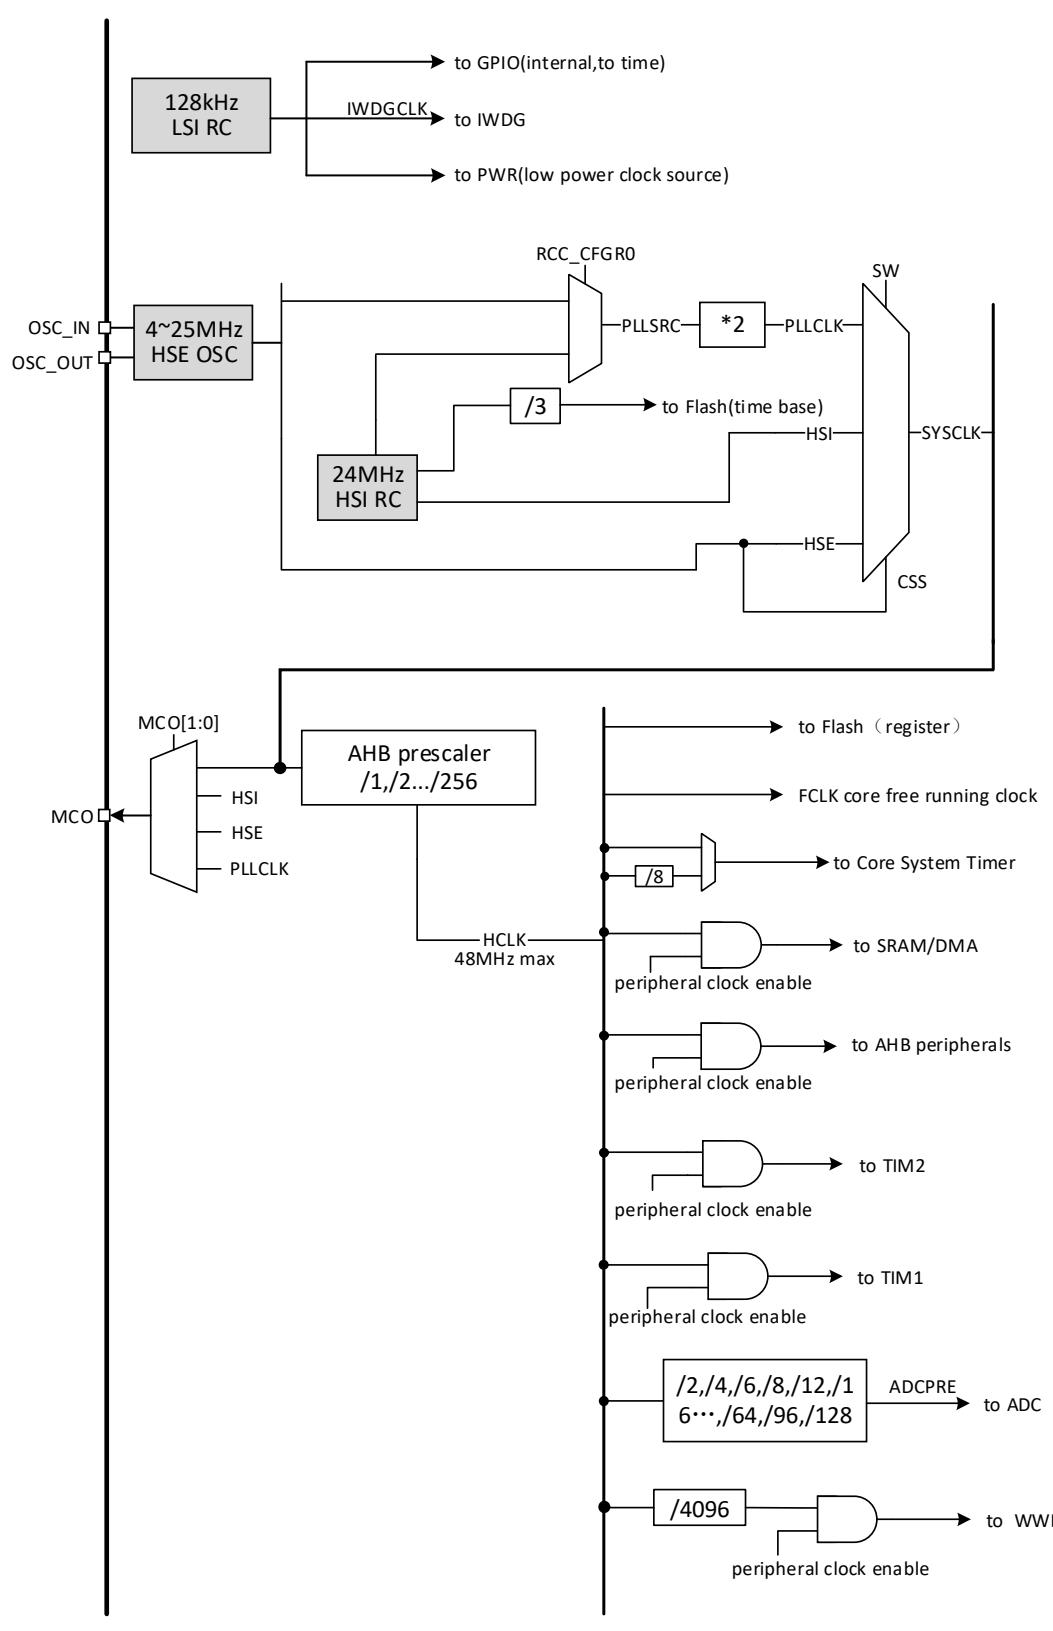 to GPIO(internal,to time)
128kHz
LSI RC
IWDGCLK
to IWDG
to PWR(low power clock source)
RCC_CFGR0
SW
OSC_IN
OSC_OUT
4~25MHz
HSE OSC
PLLSRC
*2
PLLCLK
/3
to Flash(time base)
HSI
SYSCLK
24MHz
HSI RC
HSE
CSS
MCO[1:0]
AHB prescaler
/1,/2.../256
to Flash（register）
HSI
FCLK core free running clock
MCO
HSE
PLLCLK
/8
to Core System Timer
HCLK
48MHz max
to SRAM/DMA
peripheral clock enable
to AHB peripherals
peripheral clock enable
to TIM2
peripheral clock enable
to TIM1
peripheral clock enable
/2,/4,/6,/8,/12,/1
6···,/64,/96,/128
ADCPRE
to ADC
/4096
to
peripheral clock enable